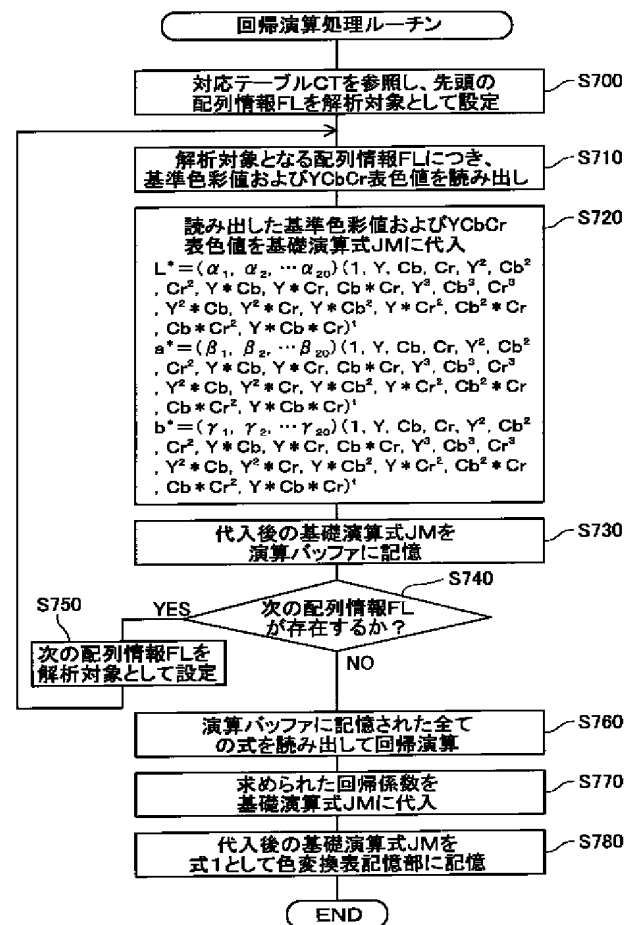 回帰演算処理ルーチン
対応テーブルCTを参照し、先頭の
配列情報FLを解析対象として設定
S700
解析対象となる配列情報FLにつき、
基準色彩値およびYCbCr表色値を読み出し
S710
読み出した基準色彩値およびYCbCr
表色値を基礎演算式JMに代入
S720
L*=(α₁, α₂, …α₂₀)(1, Y, Cb, Cr, Y², Cb²
, Cr², Y*Cb, Y*Cr, Cb*Cr, Y³, Cb³, Cr³
, Y²*Cb, Y²*Cr, Y*Cb², Y*Cr², Cb²*Cr
, Cb*Cr², Y*Cb*Cr)ᵗ
a*=(β₁, β₂, …β₂₀)(1, Y, Cb, Cr, Y², Cb²
, Cr², Y*Cb, Y*Cr, Cb*Cr, Y³, Cb³, Cr³
, Y²*Cb, Y²*Cr, Y*Cb², Y*Cr², Cb²*Cr
, Cb*Cr², Y*Cb*Cr)ᵗ
b*=(γ₁, γ₂, …γ₂₀)(1, Y, Cb, Cr, Y², Cb²
, Cr², Y*Cb, Y*Cr, Cb*Cr, Y³, Cb³, Cr³
, Y²*Cb, Y²*Cr, Y*Cb², Y*Cr², Cb²*Cr
, Cb*Cr², Y*Cb*Cr)ᵗ
代入後の基礎演算式JMを
演算バッファに記憶
S730
S740
次の配列情報FL
が存在するか？
YES
NO
S750
次の配列情報FLを
解析対象として設定
演算バッファに記憶された全て
の式を読み出して回帰演算
S760
求められた回帰係数を
基礎演算式JMに代入
S770
代入後の基礎演算式JMを
式1として色変換表記憶部に記憶
S780
END